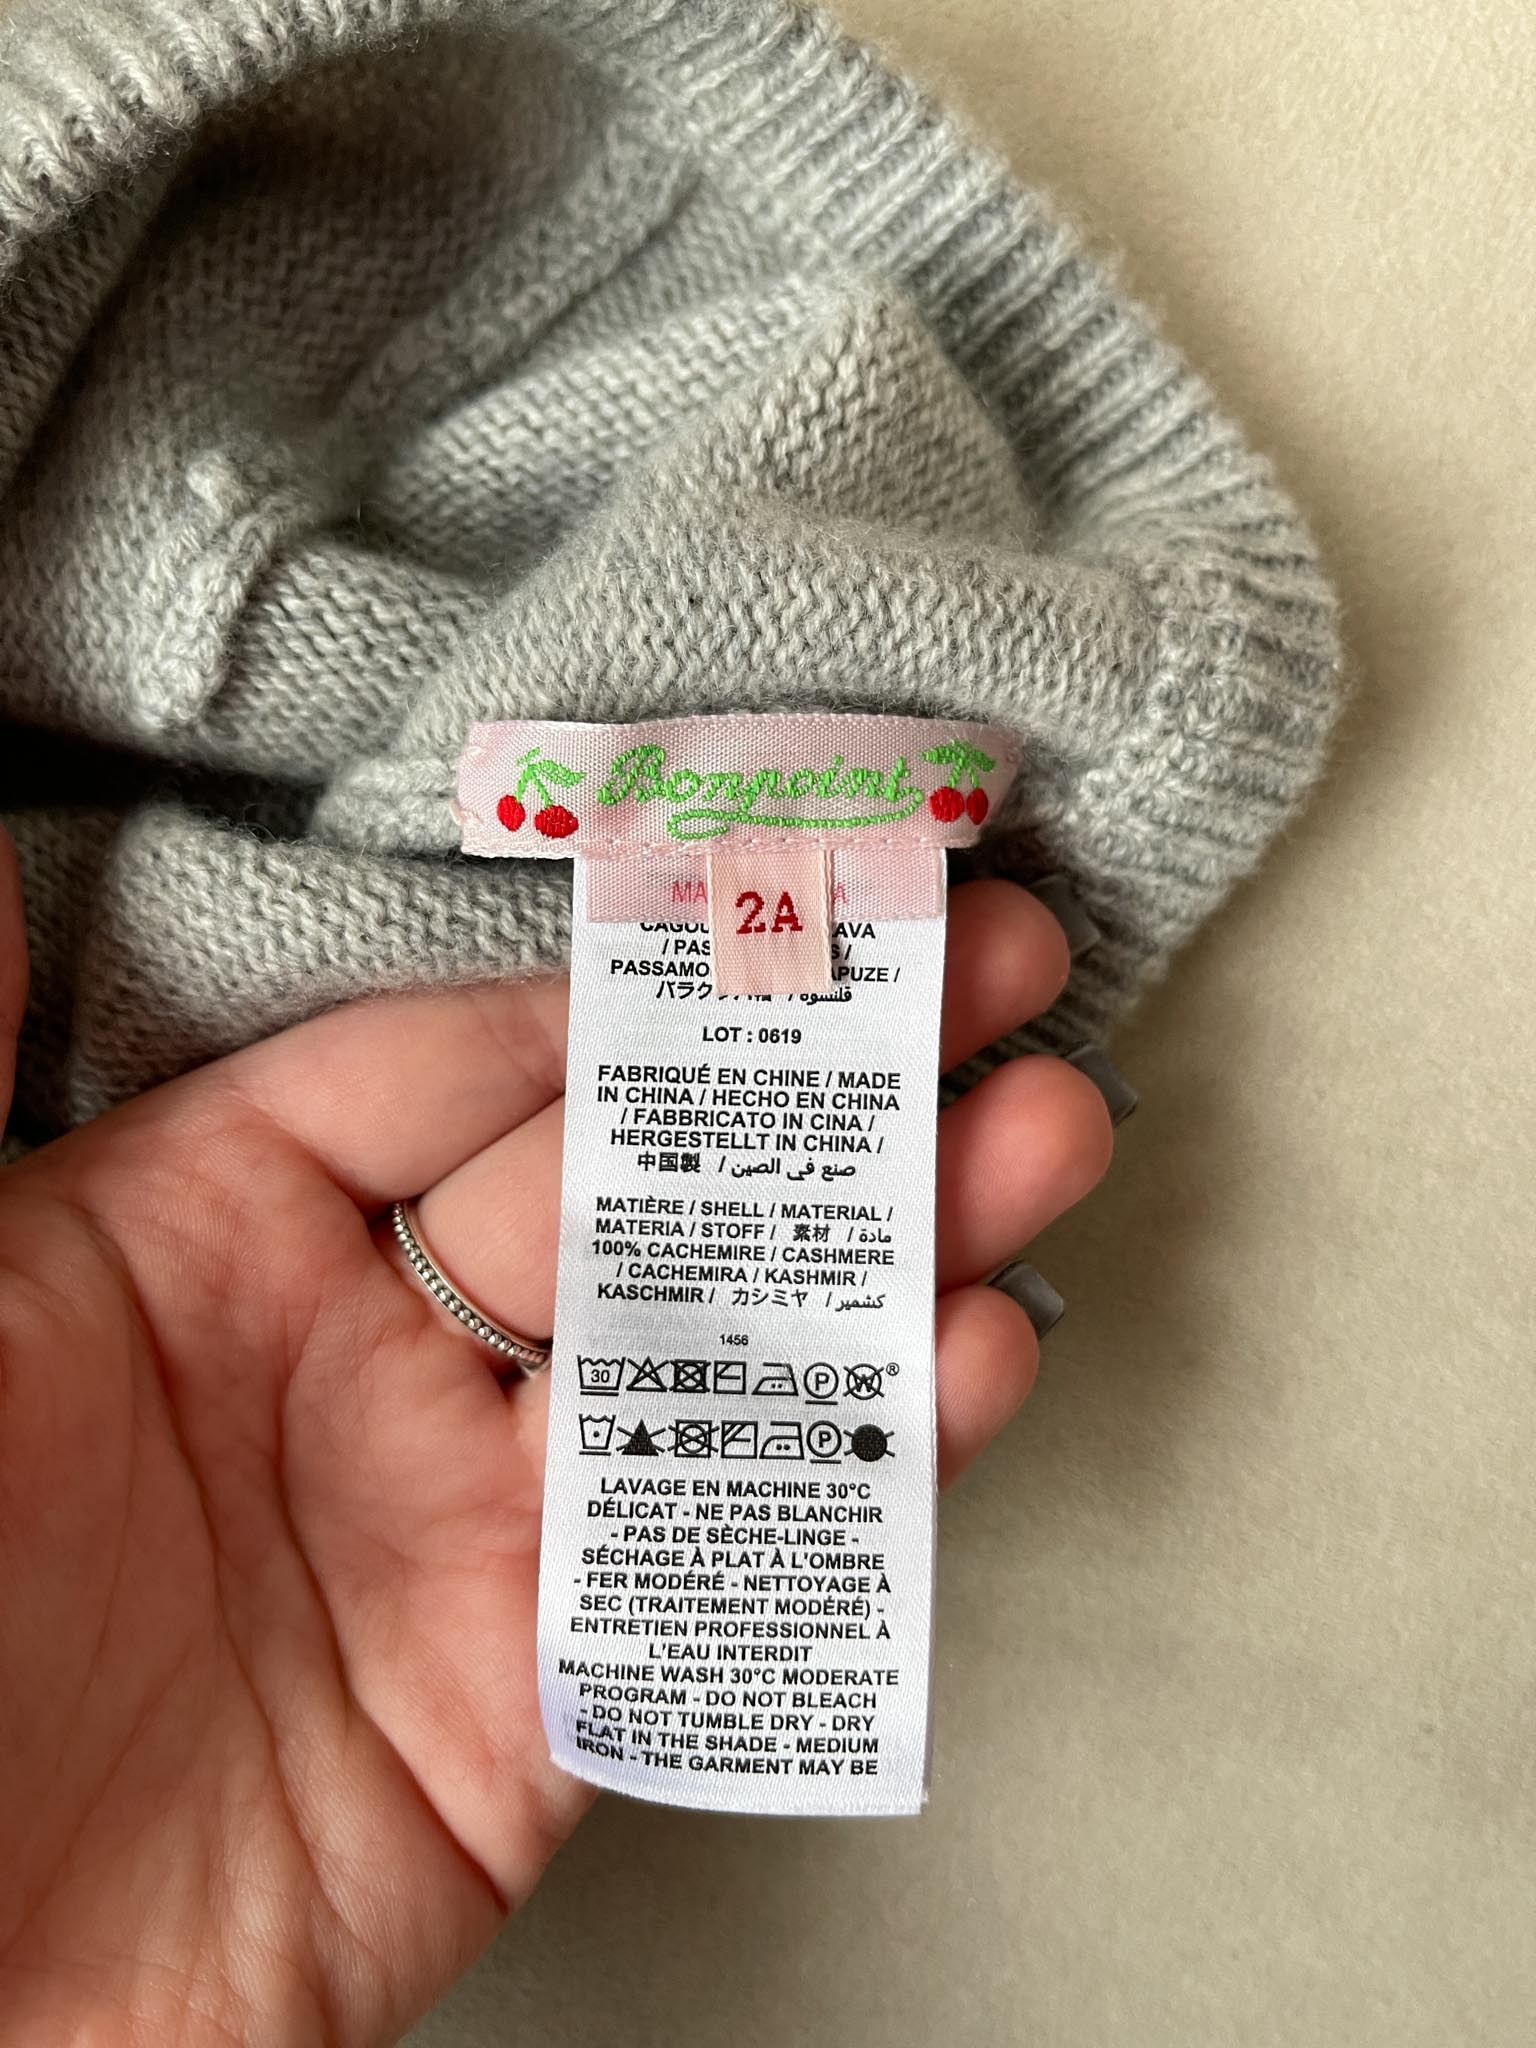 Bonpoint
2A
/ PAS
PASSAMO
LOT : 0619
FABRIQUÉ EN CHINE / MADE
IN CHINA / HECHO EN CHINA
/ FABBRICATO IN CINA /
HERGESTELLT IN CHINA /
中国製 / صنع في الصين
MATIÈRE / SHELL / MATERIAL /
MATERIA / STOFF / 素材 / مادة
100% CACHEMIRE / CASHMERE
/ CACHEMIRA / KASHMIR /
KASCHMIR / カシミヤ / كشمير
1456
30 P W ®
P
LAVAGE EN MACHINE 30°C
DÉLICAT - NE PAS BLANCHIR
- PAS DE SÈCHE-LINGE -
SÉCHAGE À PLAT À L'OMBRE
- FER MODÉRÉ - NETTOYAGE À
SEC (TRAITEMENT MODÉRÉ) -
ENTRETIEN PROFESSIONNEL À
L'EAU INTERDIT
MACHINE WASH 30°C MODERATE
PROGRAM - DO NOT BLEACH
- DO NOT TUMBLE DRY - DRY
FLAT IN THE SHADE - MEDIUM
IRON - THE GARMENT MAY BE